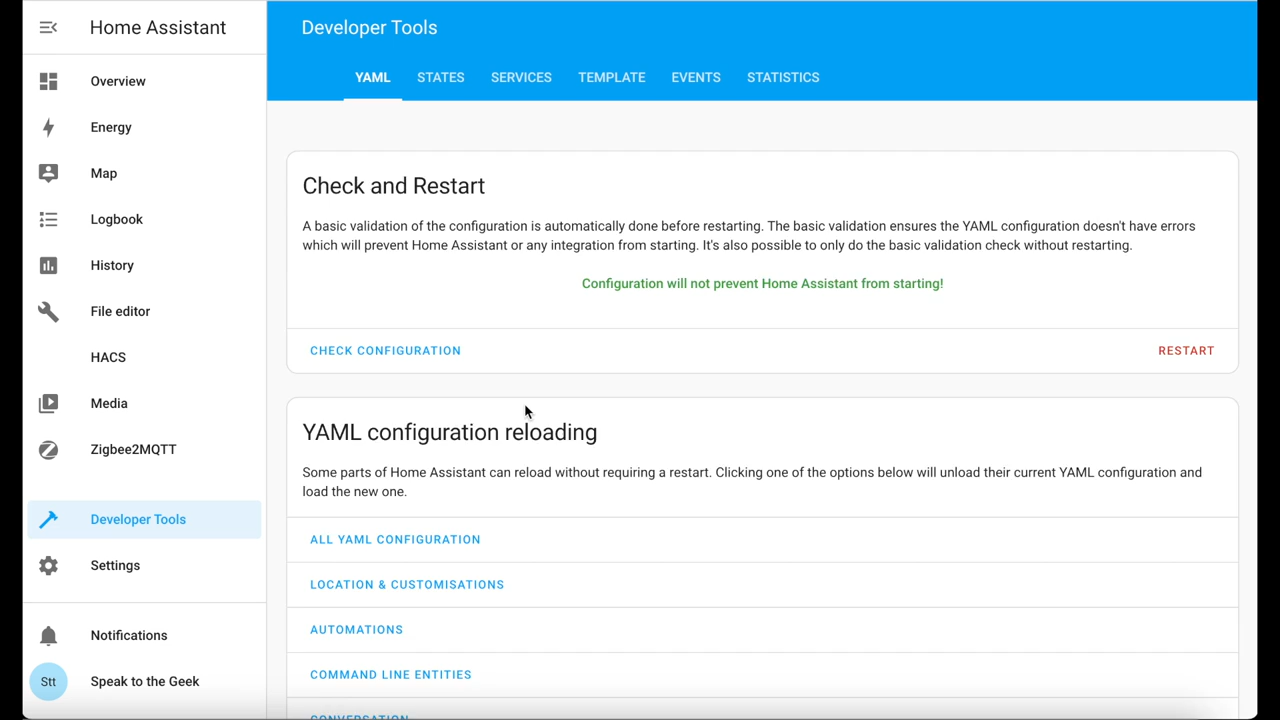 Home Assistant
Overview
Energy
Map
Logbook
History
File editor
HACS
Media
Zigbee2MQTT
Developer Tools
Settings
Notifications
Stt
Speak to the Geek
Developer Tools
YAML
STATES
SERVICES
TEMPLATE
EVENTS
STATISTICS
Check and Restart
A basic validation of the configuration is automatically done before restarting. The basic validation ensures the YAML configuration doesn't have errors
which will prevent Home Assistant or any integration from starting. It's also possible to only do the basic validation check without restarting.
Configuration will not prevent Home Assistant from starting!
CHECK CONFIGURATION
RESTART
YAML configuration reloading
Some parts of Home Assistant can reload without requiring a restart. Clicking one of the options below will unload their current YAML configuration and
load the new one.
ALL YAML CONFIGURATION
LOCATION & CUSTOMISATIONS
AUTOMATIONS
COMMAND LINE ENTITIES
CONVERSATION